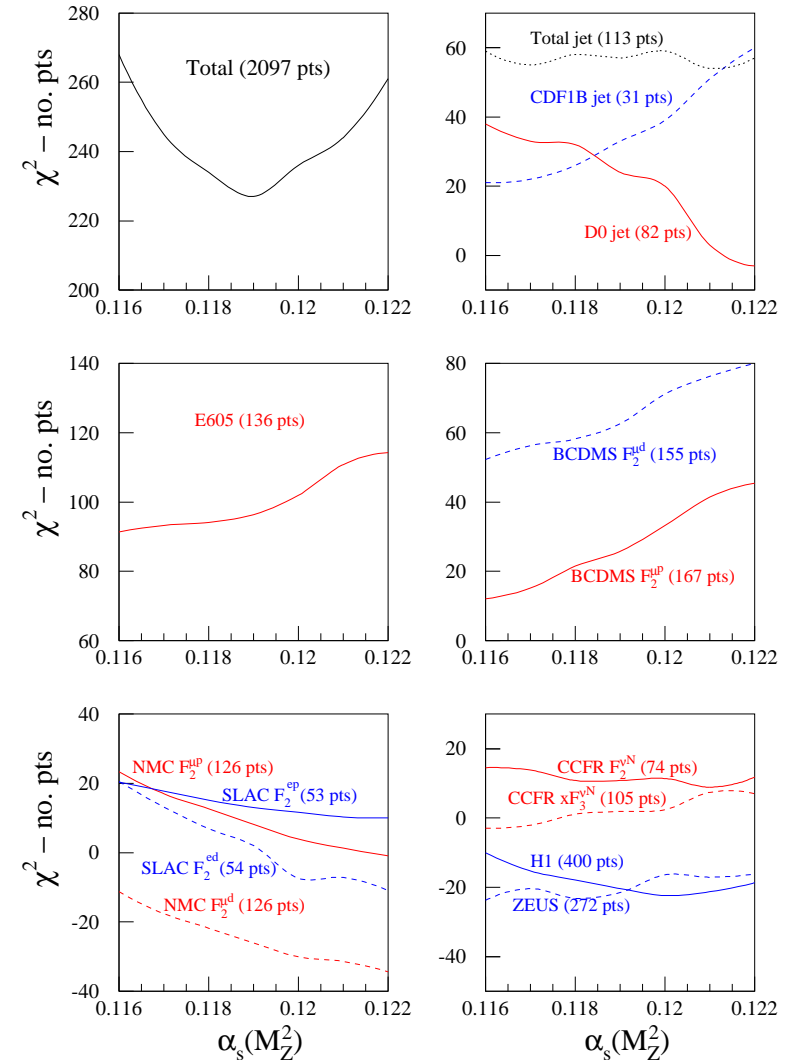 280
260
240
220
200
χ² – no. pts
Total (2097 pts)
0.116 0.118 0.12 0.122
60
40
20
0
Total jet (113 pts)
CDF1B jet (31 pts)
D0 jet (82 pts)
0.116 0.118 0.12 0.122
140
120
100
80
60
χ² – no. pts
E605 (136 pts)
0.116 0.118 0.12 0.122
80
60
40
20
0
BCDMS F₂^μd (155 pts)
BCDMS F₂^μp (167 pts)
0.116 0.118 0.12 0.122
40
20
0
-20
-40
χ² – no. pts
NMC F₂^μp (126 pts)
SLAC F₂^ep (53 pts)
SLAC F₂^ed (54 pts)
NMC F₂^μd (126 pts)
0.116 0.118 0.12 0.122
α_s(M_Z²)
20
0
-20
-40
CCFR F₂^νN (74 pts)
CCFR xF₃^νN (105 pts)
H1 (400 pts)
ZEUS (272 pts)
0.116 0.118 0.12 0.122
α_s(M_Z²)